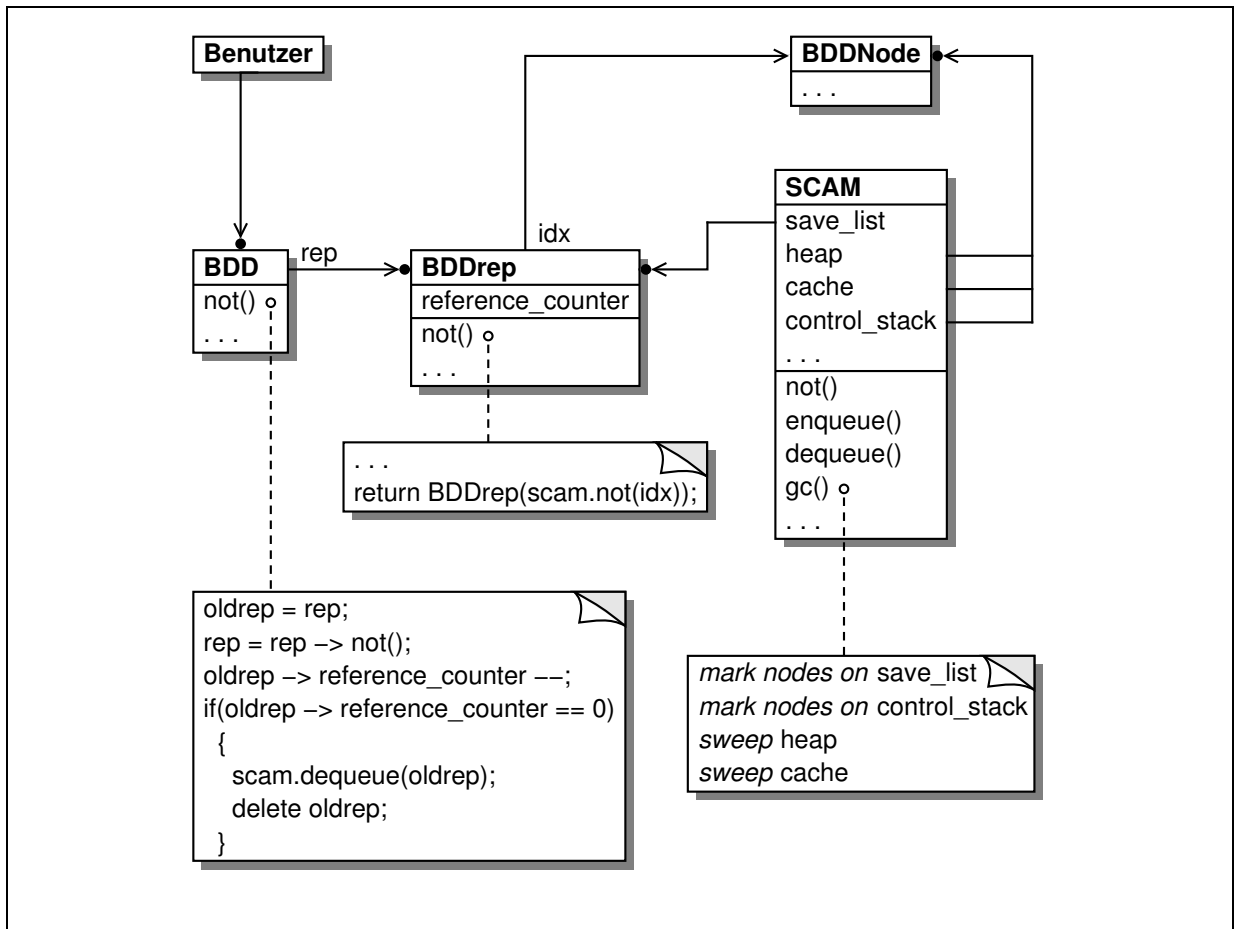 Benutzer
BDDNode
. . .
SCAM
save_list
heap
cache
control_stack
. . .
not()
enqueue()
dequeue()
gc()
. . .
idx
rep
BDD
not()
. . .
BDDrep
reference_counter
not()
. . .
. . .
return BDDrep(scam.not(idx));
oldrep = rep;
rep = rep −> not();
oldrep −> reference_counter −−;
if(oldrep −> reference_counter == 0)
{
scam.dequeue(oldrep);
delete oldrep;
}
mark nodes on save_list
mark nodes on control_stack
sweep heap
sweep cache